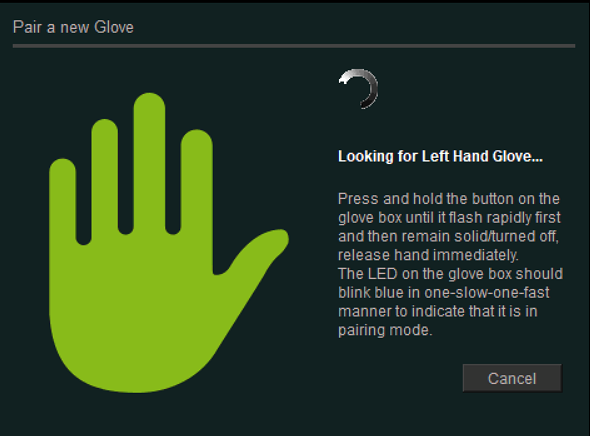 Pair a new Glove
Looking for Left Hand Glove...
Press and hold the button on the
glove box until it flash rapidly first
and then remain solid/turned off,
release hand immediately.
The LED on the glove box should
blink blue in one-slow-one-fast
manner to indicate that it is in
pairing mode.
Cancel